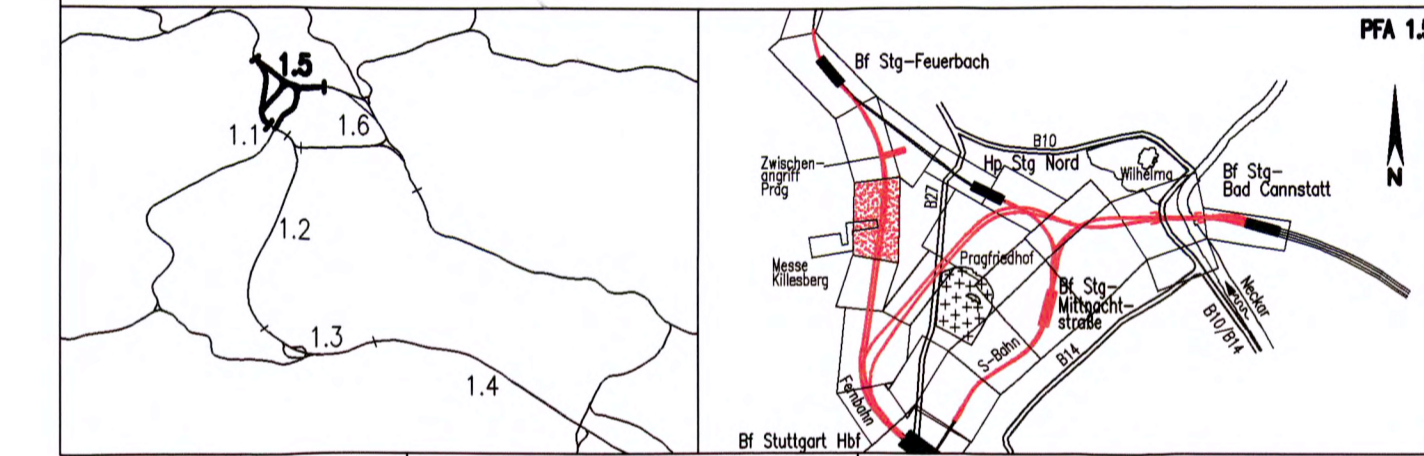 1.5
1.1
1.6
1.2
1.3
1.4
PFA 1.5
Bf Stg-Feuerbach
B10
Hp Stg Nord
Wilhelma
Bf Stg-
Bad Cannstatt
N
Zwischen-
angriff
Prag
B27
Messe
Killesberg
Pragfriedhof
Bf Stg-
Mittnacht-
straße
Neckar
B10/B14
S-Bahn
B14
Fernbahn
Bf Stuttgart Hbf